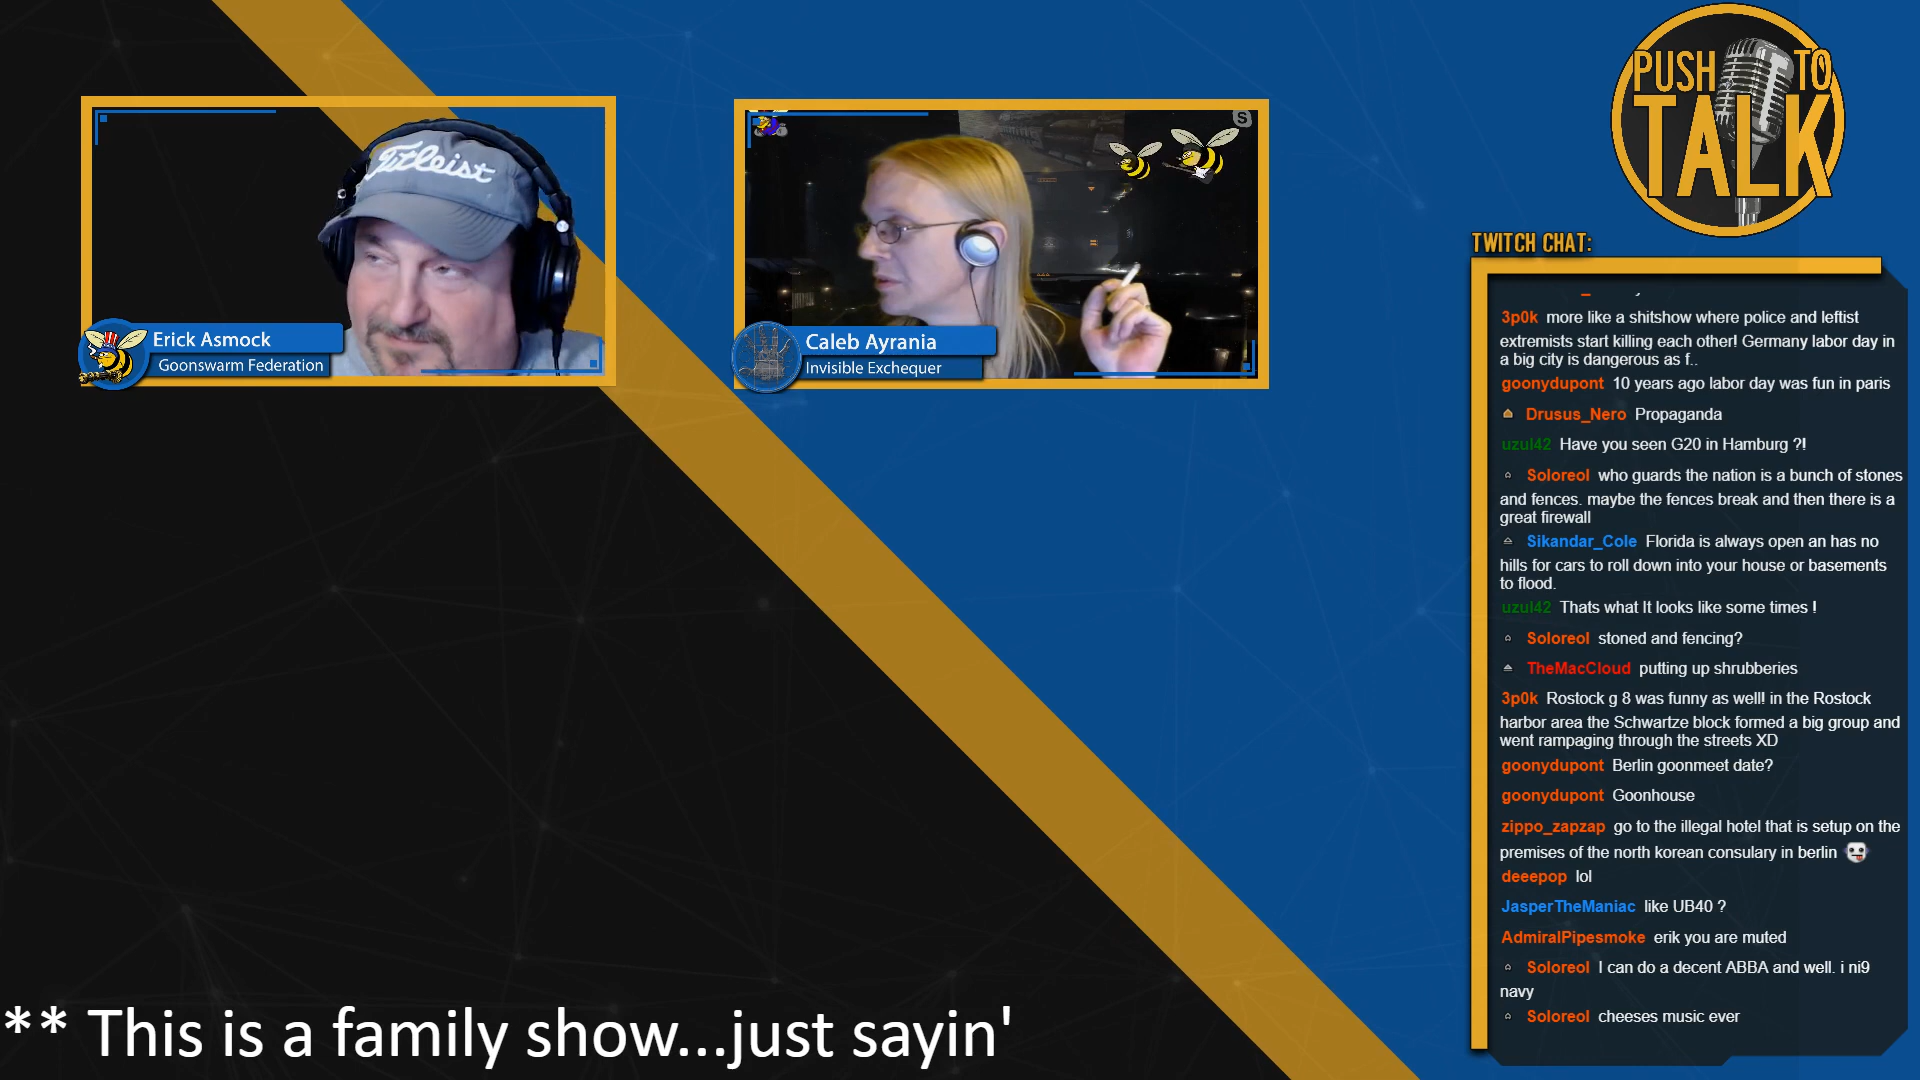 PUSH TO
TALK
Titleist
S
Erick Asmock
Goonswarm Federation
Caleb Ayrania
Invisible Exchequer
TWITCH CHAT:
3p0k more like a shitshow where police and leftist
extremists start killing each other! Germany labor day in
a big city is dangerous as f..
goonydupont 10 years ago labor day was fun in paris
Drusus_Nero Propaganda
uzul42 Have you seen G20 in Hamburg ?!
Soloreol who guards the nation is a bunch of stones
and fences. maybe the fences break and then there is a
great firewall
Sikandar_Cole Florida is always open an has no
hills for cars to roll down into your house or basements
to flood.
uzul42 Thats what It looks like some times !
Soloreol stoned and fencing?
TheMacCloud putting up shrubberies
3p0k Rostock g 8 was funny as well! in the Rostock
harbor area the Schwartze block formed a big group and
went rampaging through the streets XD
goonydupont Berlin goonmeet date?
goonydupont Goonhouse
zippo_zapzap go to the illegal hotel that is setup on the
premises of the north korean consulary in berlin
deeepop lol
JasperTheManiac like UB40 ?
AdmiralPipesmoke erik you are muted
Soloreol I can do a decent ABBA and well. i ni9
navy
Soloreol cheeses music ever
** This is a family show...just sayin'